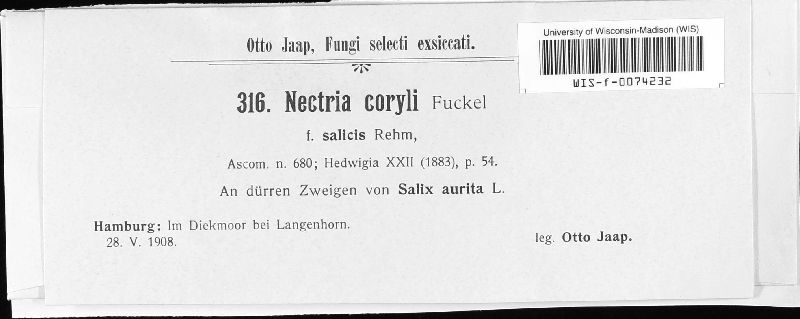 University of Wisconsin-Madison (WIS)
WIS-f-0074232
Otto Jaap, Fungi selecti exsiccati.
316. Nectria coryli Fuckel
f. salicis Rehm,
Ascom. n. 680; Hedwigia XXII (1883), p. 54.
An dürren Zweigen von Salix aurita L.
Hamburg: Im Diekmoor bei Langenhorn.
28. V. 1908.
leg. Otto Jaap.